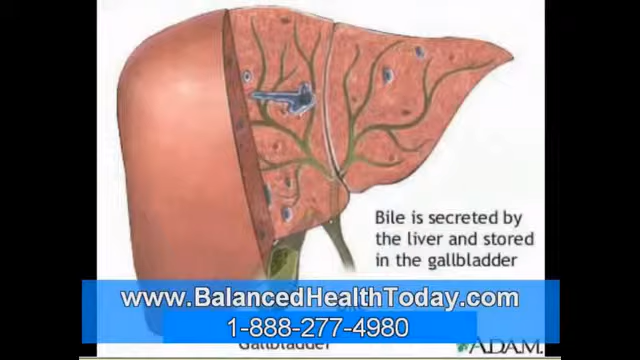 Bile is secreted by
the liver and stored
in the gallbladder
www.BalancedHealthToday.com
1-888-277-4980
Gallbladder
ADAM.